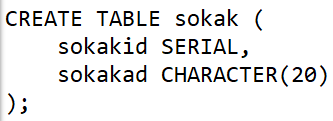 CREATE TABLE sokak (
    sokakid SERIAL,
    sokakad CHARACTER(20)
);